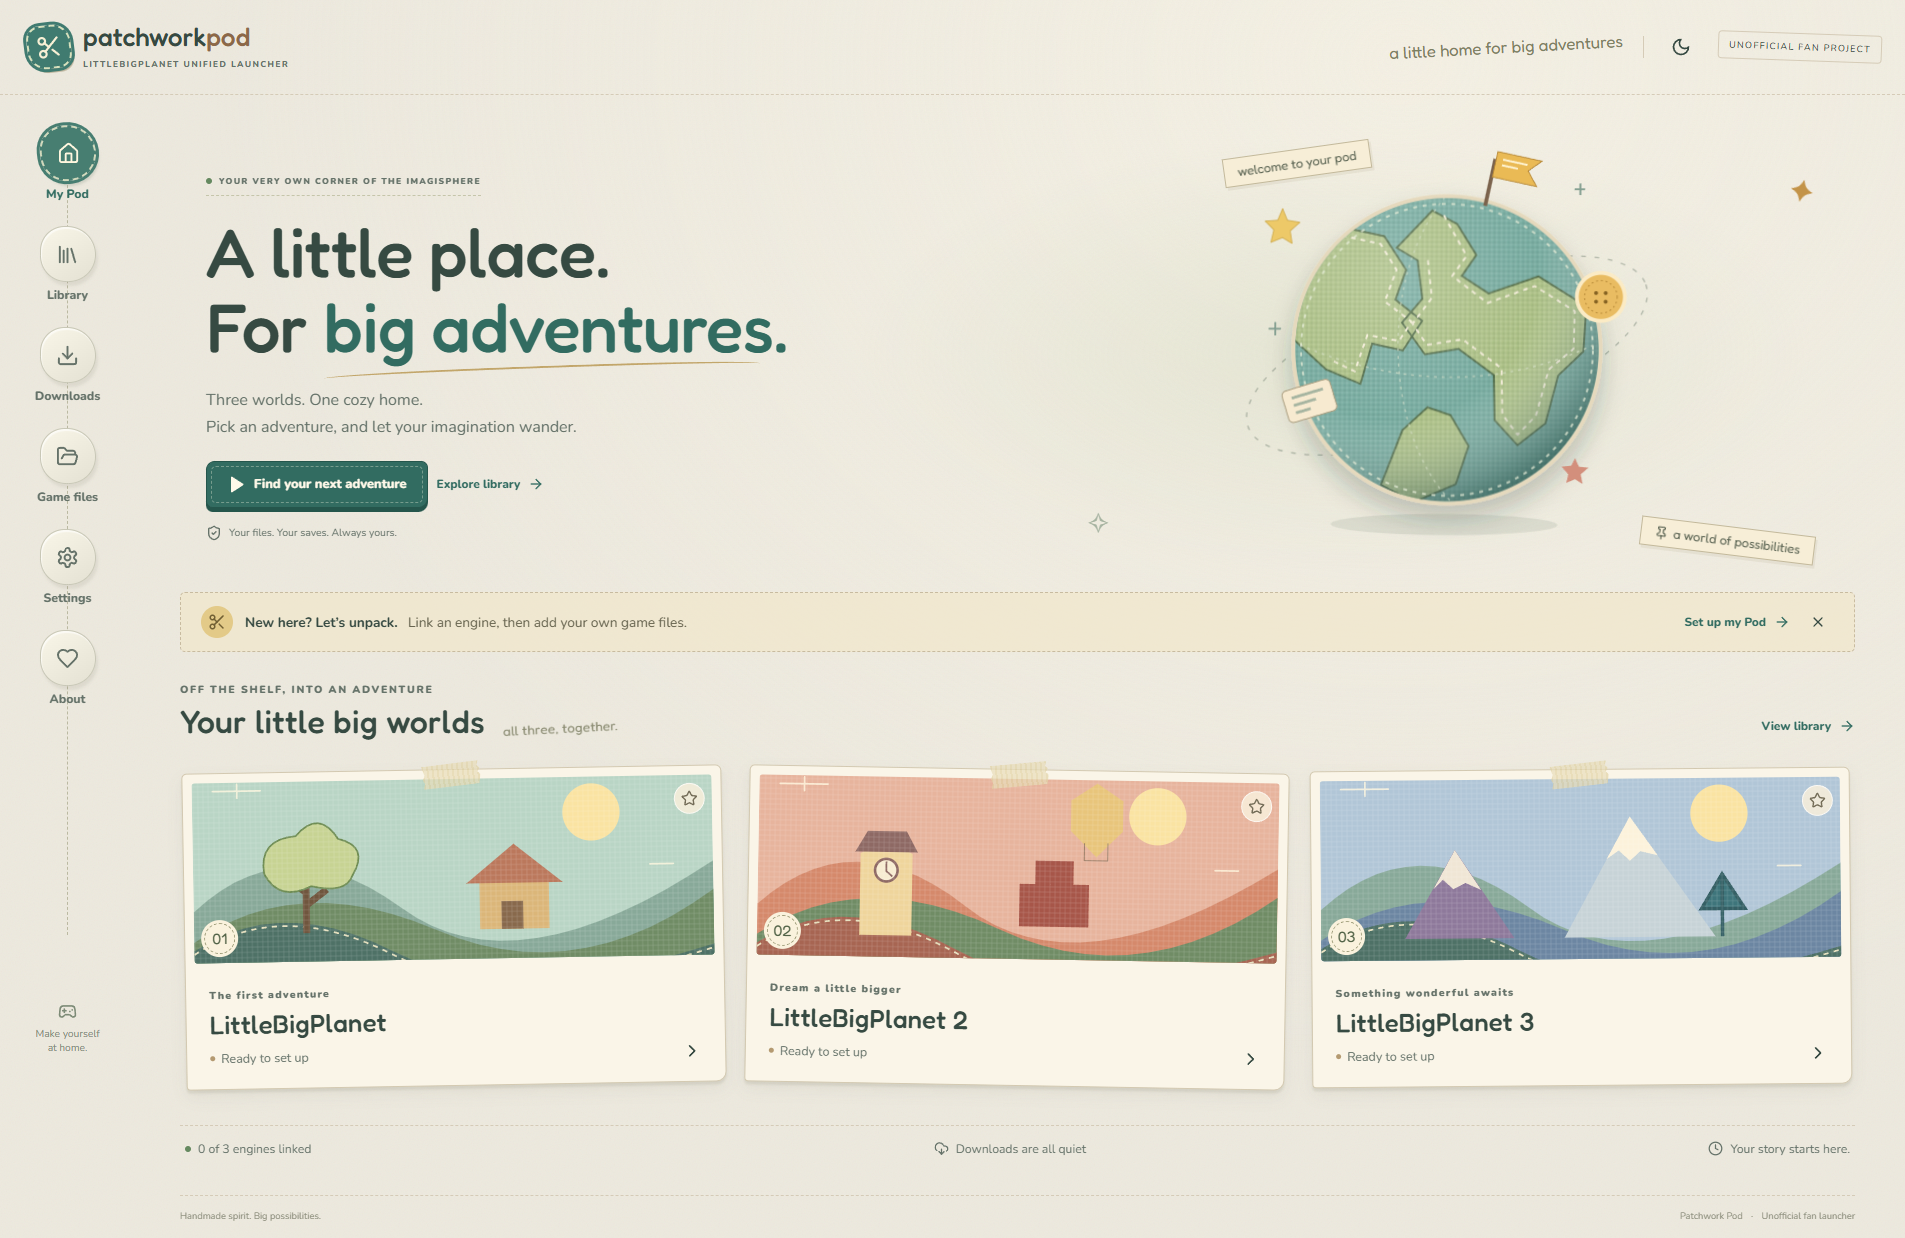 patchworkpod
LITTLEBIGPLANET UNIFIED LAUNCHER
a little home for big adventures
UNOFFICIAL FAN PROJECT
My Pod
Library
Downloads
Game files
Settings
About
Make yourself
at home.
YOUR VERY OWN CORNER OF THE IMAGISPHERE
A little place.
For big adventures.
Three worlds. One cozy home.
Pick an adventure, and let your imagination wander.
Find your next adventure
Explore library
Your files. Your saves. Always yours.
welcome to your pod
a world of possibilities
New here? Let's unpack. Link an engine, then add your own game files.
Set up my Pod
OFF THE SHELF, INTO AN ADVENTURE
Your little big worlds
all three, together.
View library
01
The first adventure
LittleBigPlanet
Ready to set up
02
Dream a little bigger
LittleBigPlanet 2
Ready to set up
03
Something wonderful awaits
LittleBigPlanet 3
Ready to set up
0 of 3 engines linked
Downloads are all quiet
Your story starts here.
Handmade spirit. Big possibilities.
Patchwork Pod · Unofficial fan launcher